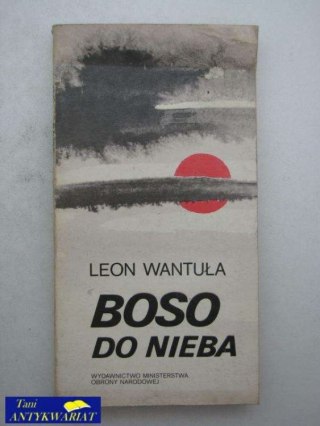 LEON WANTUŁA
BOSO
DO NIEBA
WYDAWNICTWO MINISTERSTWA
OBRONY NARODOWEJ
Tani
ANTYKWARIAT